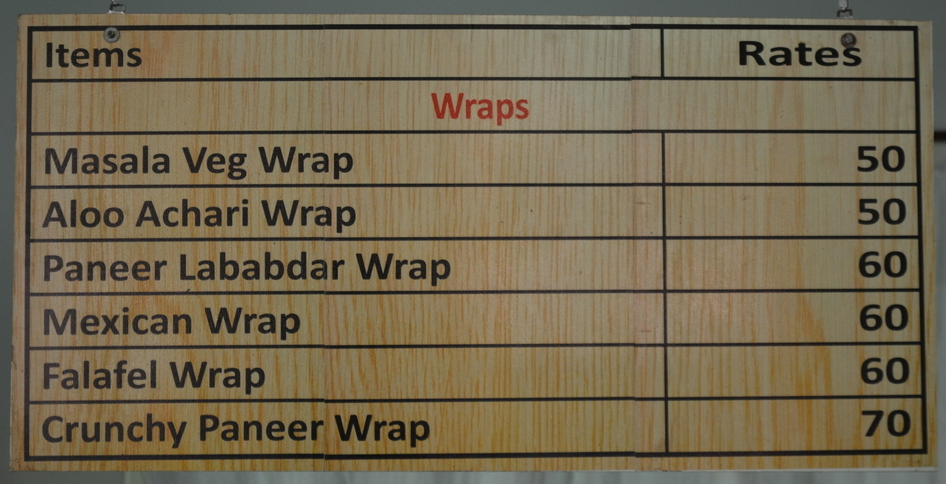 Items Rates
Wraps
Masala Veg Wrap 50
Aloo Achari Wrap 50
Paneer Lababdar Wrap 60
Mexican Wrap 60
Falafel Wrap 60
Crunchy Paneer Wrap 70